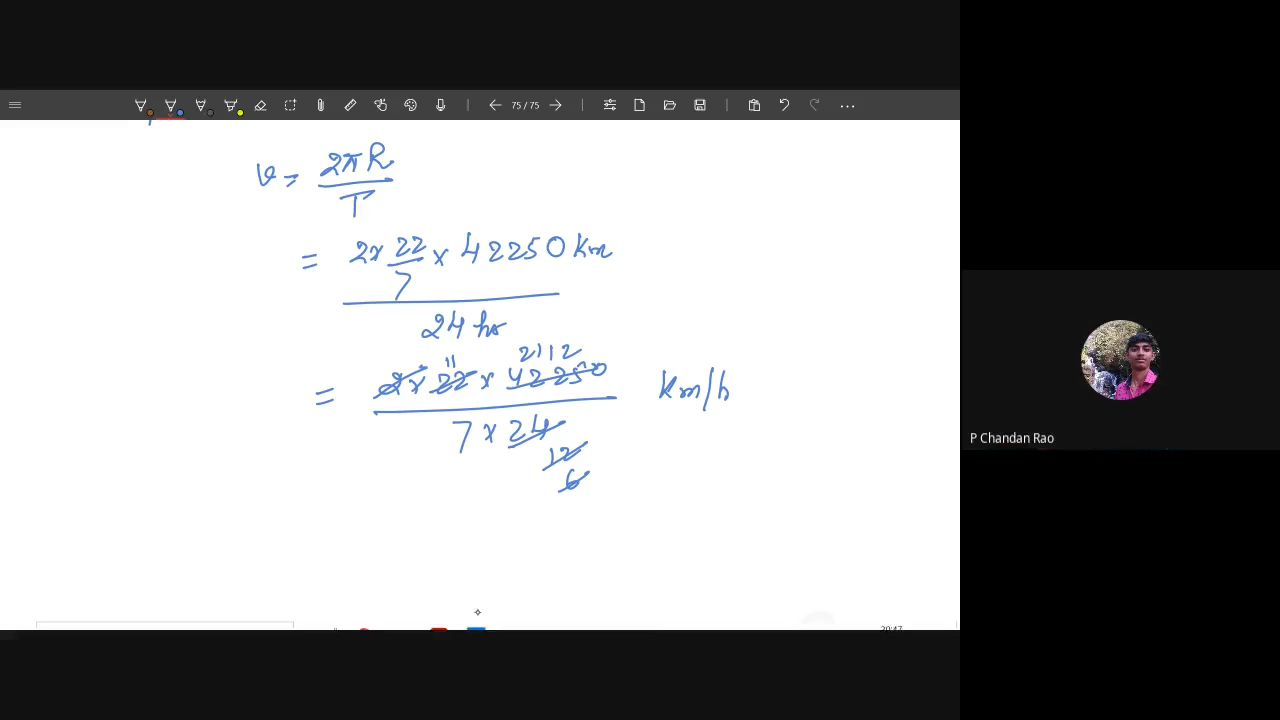 75 / 75
v = 2πR
T
= 2 × 22/7 × 42250 km
24 hr
11 2112
= 2 × 22 × 42250 km/h
7 × 24
12
6
P Chandan Rao